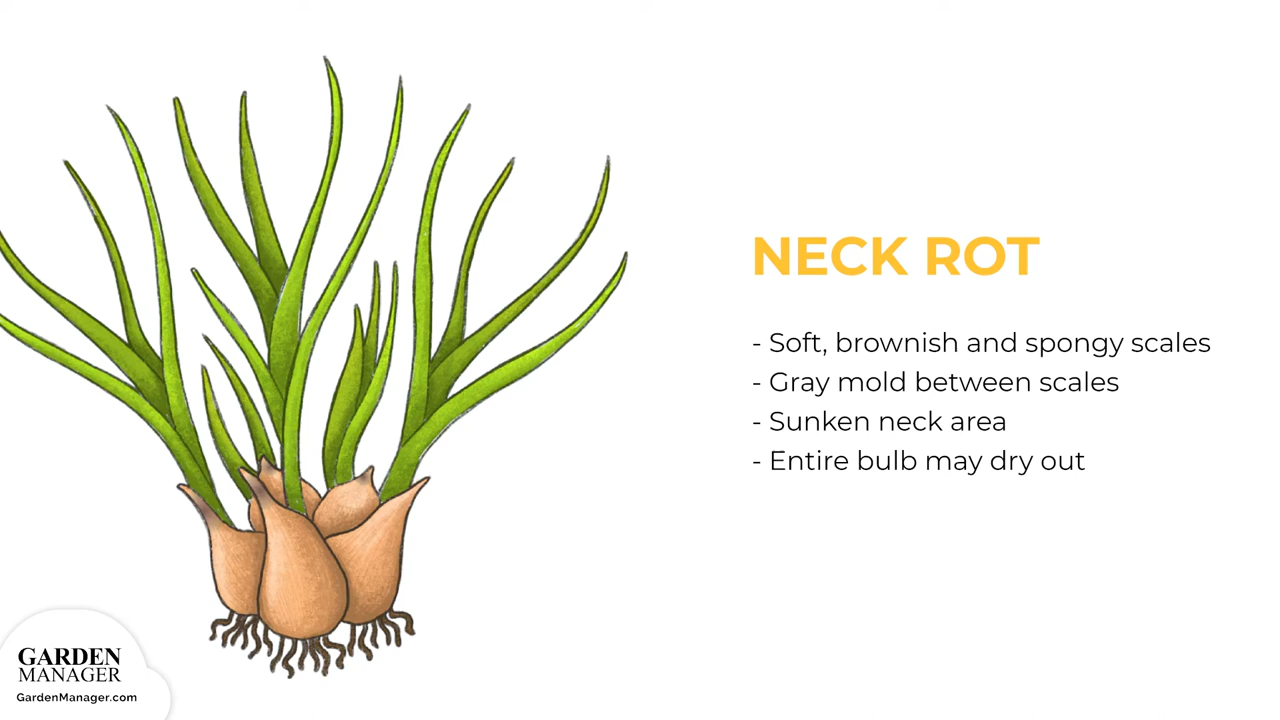 NECK ROT
- Soft, brownish and spongy scales
- Gray mold between scales
- Sunken neck area
- Entire bulb may dry out
GARDEN
MANAGER
GardenManager.com